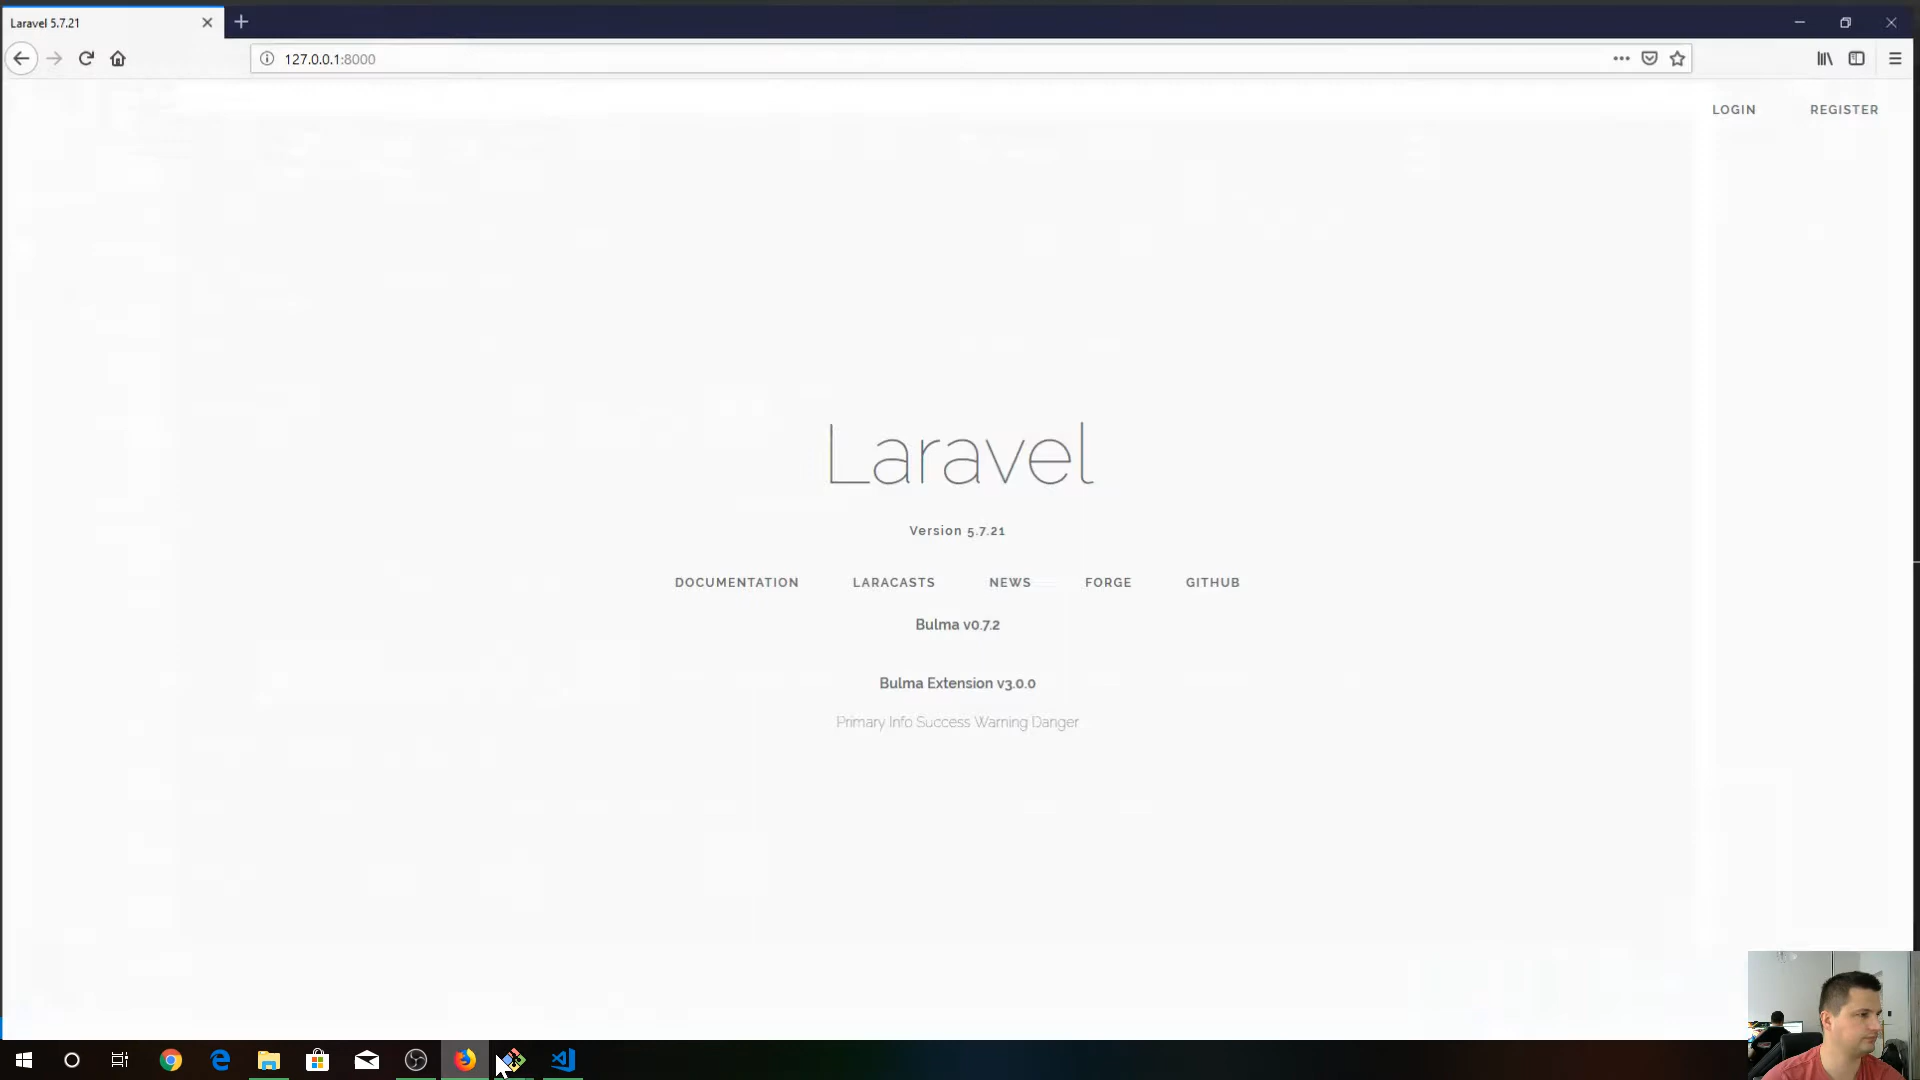 Laravel 5.7.21
127.0.0.1:8000
LOGIN REGISTER
Laravel
Version 5.7.21
DOCUMENTATION LARACASTS NEWS FORGE GITHUB
Bulma v0.7.2
Bulma Extension v3.0.0
Primary Info Success Warning Danger